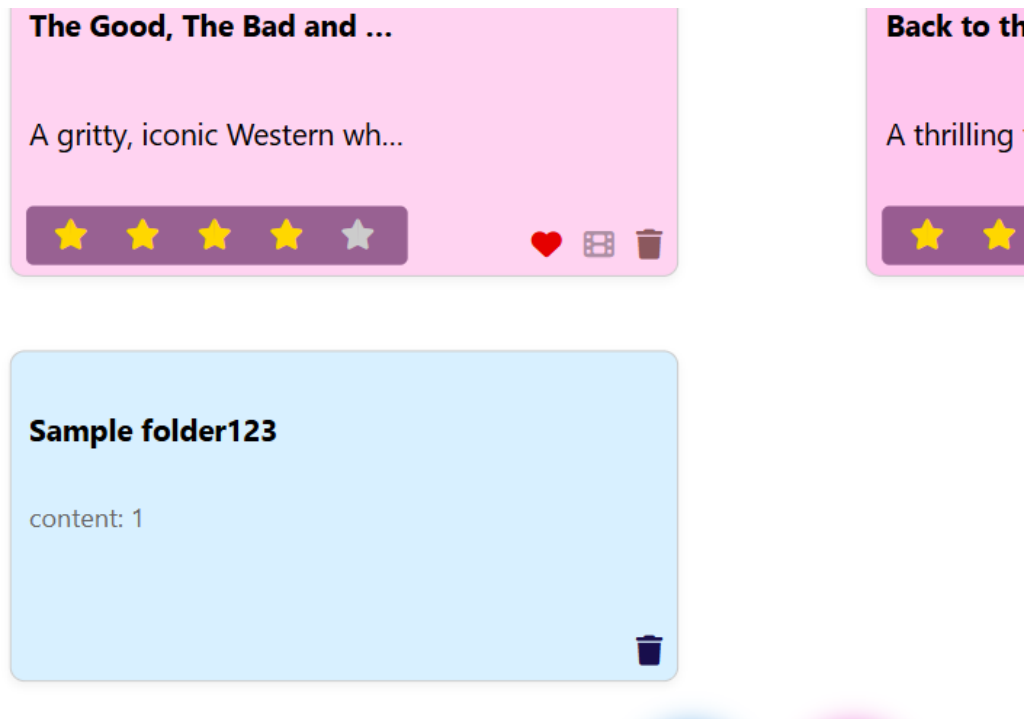 The Good, The Bad and ...
Back to th
A gritty, iconic Western wh...
A thrilling
Sample folder123
content: 1